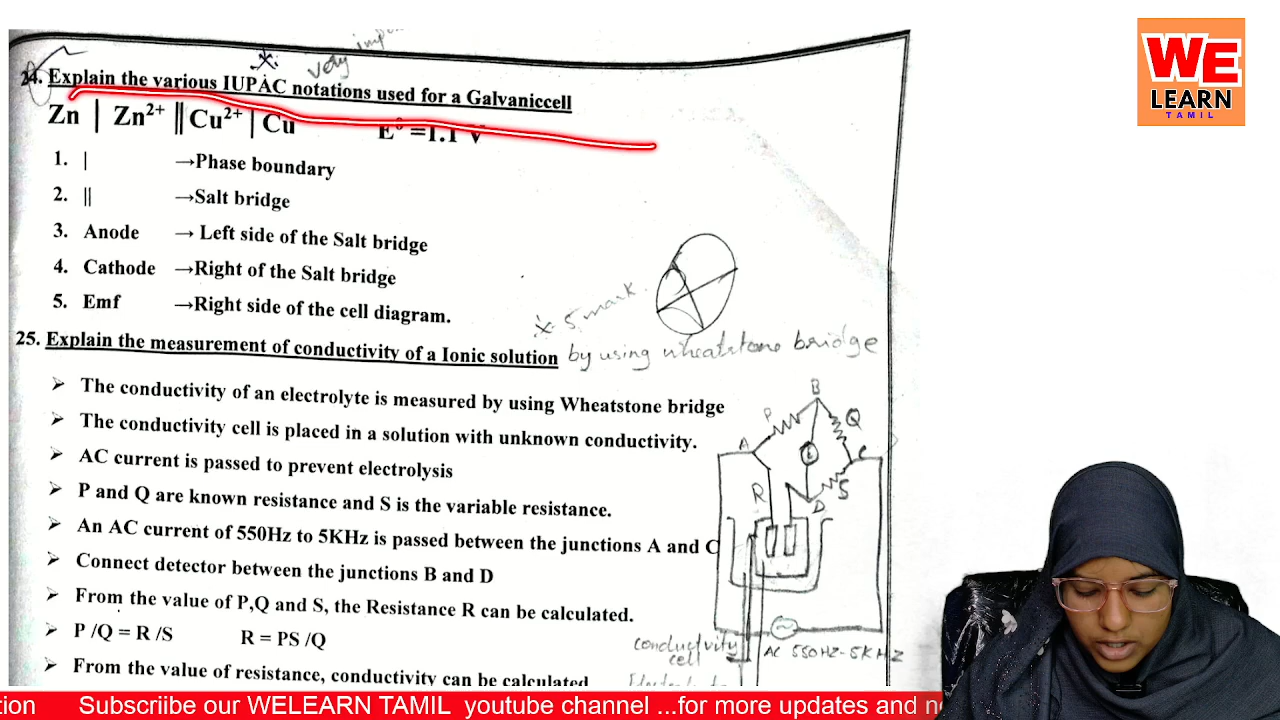 WE
LEARN
TAMIL
very
24. Explain the various IUPAC notations used for a Galvaniccell
Zn | Zn²⁺ || Cu²⁺ | Cu E° =1.1 V
1. | →Phase boundary
2. || →Salt bridge
3. Anode → Left side of the Salt bridge
4. Cathode →Right of the Salt bridge
5. Emf →Right side of the cell diagram.
5 mark
25. Explain the measurement of conductivity of a Ionic solution by using wheatstone bridge
➢ The conductivity of an electrolyte is measured by using Wheatstone bridge
➢ The conductivity cell is placed in a solution with unknown conductivity.
➢ AC current is passed to prevent electrolysis
➢ P and Q are known resistance and S is the variable resistance.
➢ An AC current of 550Hz to 5KHz is passed between the junctions A and C
➢ Connect detector between the junctions B and D
➢ From the value of P,Q and S, the Resistance R can be calculated.
➢ P /Q = R /S R = PS /Q
➢ From the value of resistance, conductivity can be calculated
B
P
Q
A
C
R
S
D
conductvity
cell
AC 550HZ-5KHZ
tion Subscriibe our WELEARN TAMIL youtube channel ...for more updates and